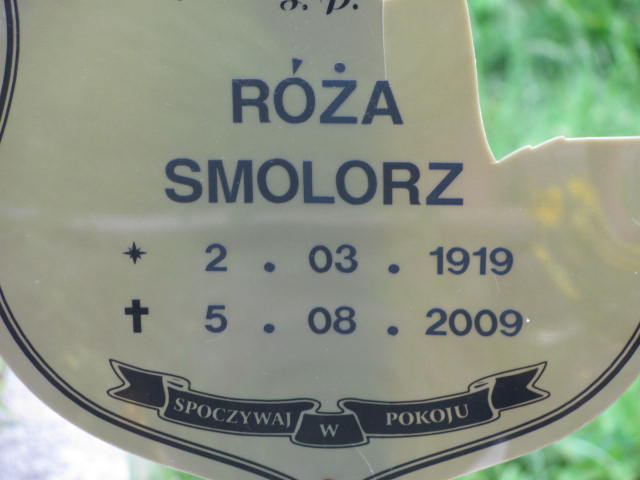 ś. p.
RÓŻA
SMOLORZ
2 . 03 . 1919
5 . 08 . 2009
SPOCZYWAJ W POKOJU